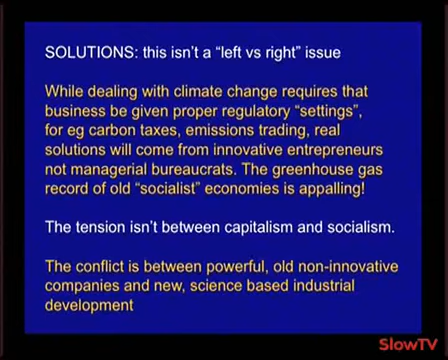 SOLUTIONS: this isn't a "left vs right" issue
While dealing with climate change requires that
business be given proper regulatory "settings",
for eg carbon taxes, emissions trading, real
solutions will come from innovative entrepreneurs
not managerial bureaucrats. The greenhouse gas
record of old "socialist" economies is appalling!
The tension isn't between capitalism and socialism.
The conflict is between powerful, old non-innovative
companies and new, science based industrial
development
SlowTV